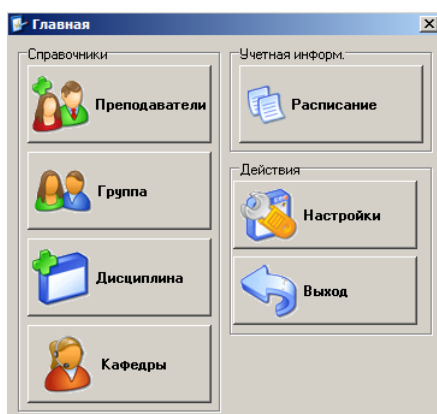 Главная
Справочники
Преподаватели
Группа
Дисциплина
Кафедры
Учетная информ.
Расписание
Действия
Настройки
Выход